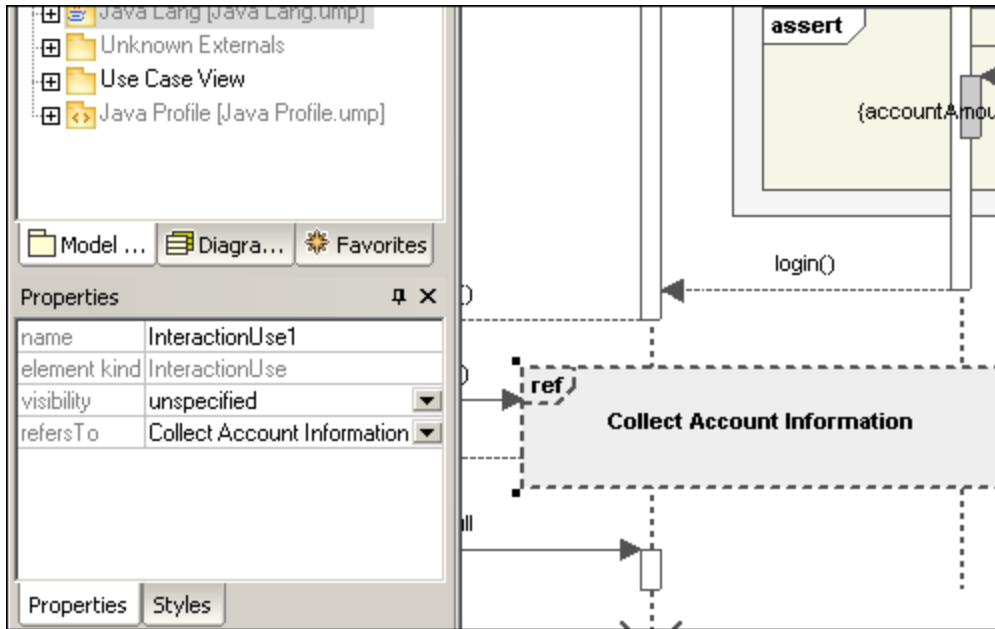 Java Lang [Java Lang.ump]
Unknown Externals
Use Case View
Java Profile [Java Profile.ump]
Model ...
Diagra...
Favorites
Properties
name InteractionUse1
element kind InteractionUse
visibility unspecified
refersTo Collect Account Information
Properties
Styles
assert
{accountAmou
login()
)
)
ref
Collect Account Information
ll